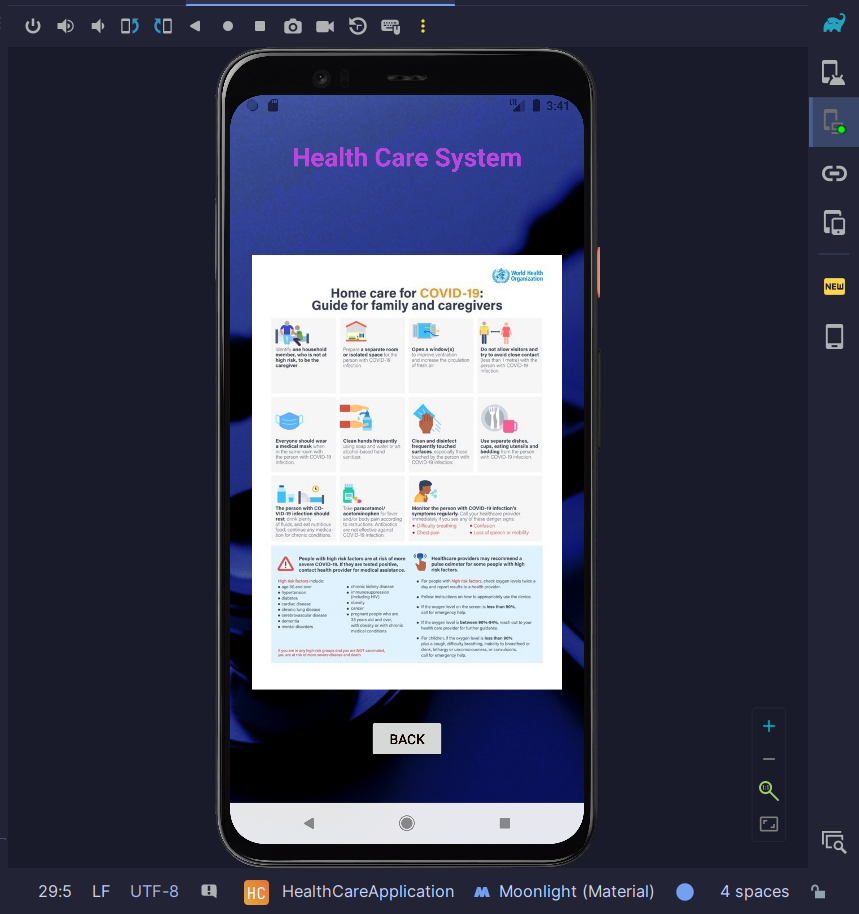 LTE 3:41
Health Care System
World Health
Organization
Home care for COVID-19:
Guide for family and caregivers
Identify one household
member, who is not at
high risk, to be the
caregiver
Prepare a separate room
or isolated space for the
person with COVID-19
infection.
Open a window(s)
to improve ventilation
and increase the circulation
of fresh air.
Do not allow visitors and
try to avoid close contact
(less than 1 metre) with the
person with COVID-19
infection.
Everyone should wear
a medical mask when
in the same room with
the person with COVID-19
infection.
Clean hands frequently
using soap and water or an
alcohol-based hand
sanitiser.
Clean and disinfect
frequently touched
surfaces, especially those
touched by the person with
COVID-19 infection.
Use separate dishes,
cups, eating utensils and
bedding from the person
with COVID-19 infection.
The person with CO-
VID-19 infection should
rest, drink plenty
of fluids, and eat nutritious
food; continue any medica-
tion for chronic conditions.
Take paracetamol/
acetominophen for fever
and/or body pain according
to instructions. Antibiotics
are not effective against
COVID-19 infection.
Monitor the person with COVID-19 infection's
symptoms regularly. Call your healthcare provider
immediately if you see any of these danger signs:
• Difficulty breathing • Confusion
• Chest pain • Loss of speech or mobility
People with high risk factors are at risk of more
severe COVID-19. If they are tested positive,
contact health provider for medical assistance.
High risk factors include:
• age 60 and over
• hypertension
• diabetes
• cardiac disease
• chronic lung disease
• cerebrovascular disease
• dementia
• mental disorders
• chronic kidney disease
• immunosuppression
(including HIV)
• obesity
• cancer
• pregnant people who are
35 years old and over,
with obesity or with chronic
medical conditions
If you are in any high risk groups and you are NOT vaccinated,
you are at risk of more severe disease and death
Healthcare providers may recommend a
pulse oximeter for some people with high
risk factors.
• For people with high risk factors, check oxygen levels twice a
day and report results to a health provider.
• Follow instructions on how to appropriately use the device.
• If the oxygen level on the screen is less than 90%,
call for emergency help.
• If the oxygen level is between 90%-94%, reach out to your
health care provider for further guidance.
• For children, if the oxygen level is less than 90%
plus a cough, difficulty breathing, inability to breastfeed or
drink, lethargy or unconsciousness, or convulsions,
call for emergency help.
BACK
NEW
1:1
29:5 LF UTF-8 HC HealthCareApplication Moonlight (Material) 4 spaces